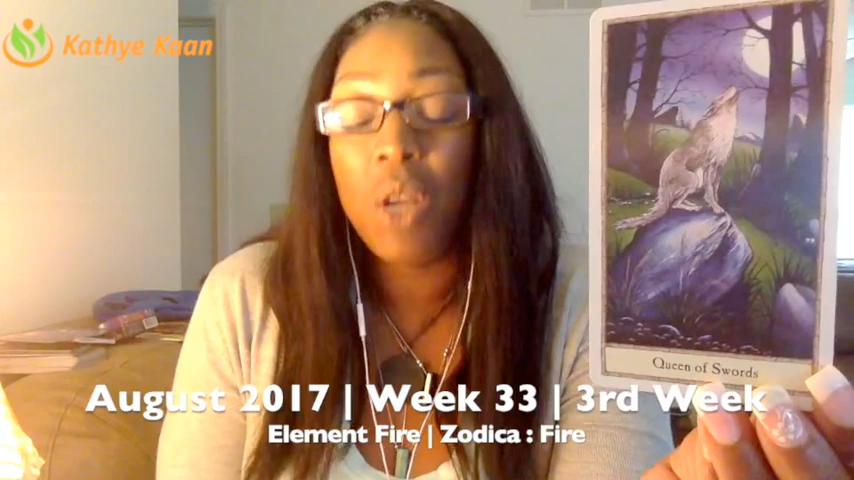 Kathye Kaan
Queen of Swords
August 2017 | Week 33 | 3rd Week
Element Fire | Zodica : Fire